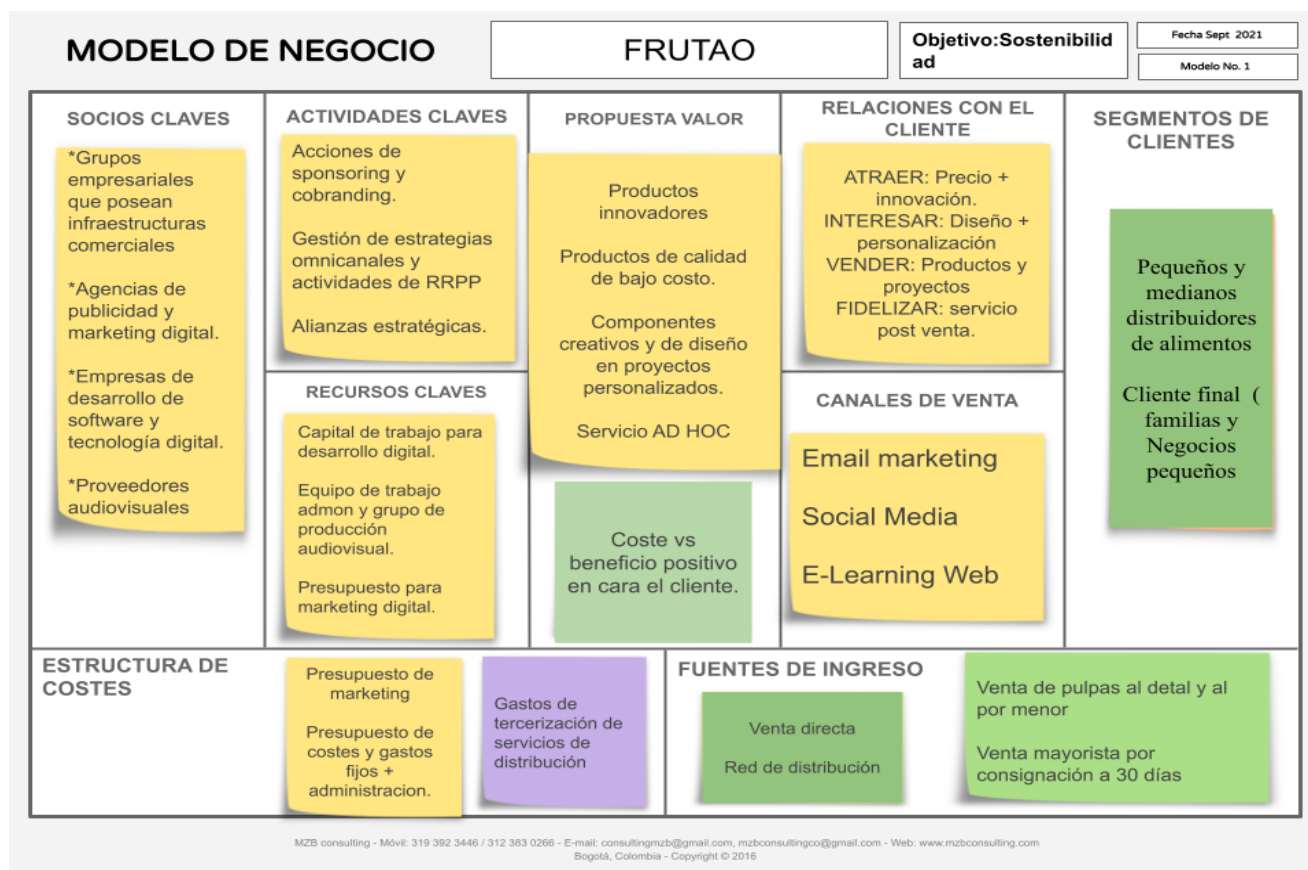 MODELO DE NEGOCIO
FRUTAO
Objetivo:Sostenibilid
ad
Fecha Sept 2021
Modelo No. 1
SOCIOS CLAVES
*Grupos
empresariales
que posean
infraestructuras
comerciales
*Agencias de
publicidad y
marketing digital.
*Empresas de
desarrollo de
software y
tecnología digital.
*Proveedores
audiovisuales
ACTIVIDADES CLAVES
Acciones de
sponsoring y
cobranding.
Gestión de estrategias
omnicanales y
actividades de RRPP
Alianzas estratégicas.
RECURSOS CLAVES
Capital de trabajo para
desarrollo digital.
Equipo de trabajo
admon y grupo de
producción
audiovisual.
Presupuesto para
marketing digital.
PROPUESTA VALOR
Productos
innovadores
Productos de calidad
de bajo costo.
Componentes
creativos y de diseño
en proyectos
personalizados.
Servicio AD HOC
Coste vs
beneficio positivo
en cara el cliente.
RELACIONES CON EL
CLIENTE
ATRAER: Precio +
innovación.
INTERESAR: Diseño +
personalización
VENDER: Productos y
proyectos
FIDELIZAR: servicio
post venta.
CANALES DE VENTA
Email marketing
Social Media
E-Learning Web
SEGMENTOS DE
CLIENTES
Pequeños y
medianos
distribuidores
de alimentos
Cliente final (
familias y
Negocios
pequeños
ESTRUCTURA DE
COSTES
Presupuesto de
marketing
Presupuesto de
costes y gastos
fijos +
administracion.
Gastos de
tercerización de
servicios de
distribución
FUENTES DE INGRESO
Venta directa
Red de distribución
Venta de pulpas al detal y al
por menor
Venta mayorista por
consignación a 30 días
MZB consulting - Móvil: 319 392 3446 / 312 383 0266 - E-mail: consultingmzb@gmail.com, mzbconsultingco@gmail.com - Web: www.mzbconsulting.com
Bogotá, Colombia - Copyright © 2016